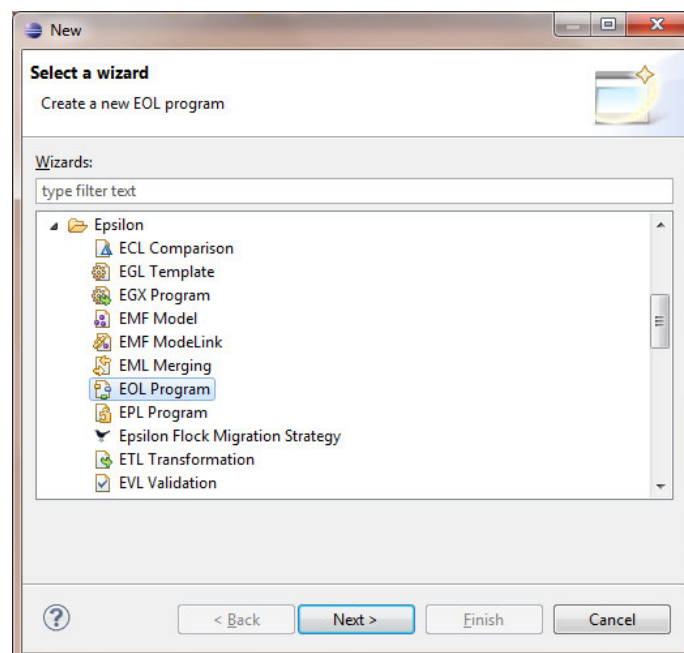 New
Select a wizard
Create a new EOL program
Wizards:
type filter text
Epsilon
ECL Comparison
EGL Template
EGX Program
EMF Model
EMF ModeLink
EML Merging
EOL Program
EPL Program
Epsilon Flock Migration Strategy
ETL Transformation
EVL Validation
? < Back Next > Finish Cancel